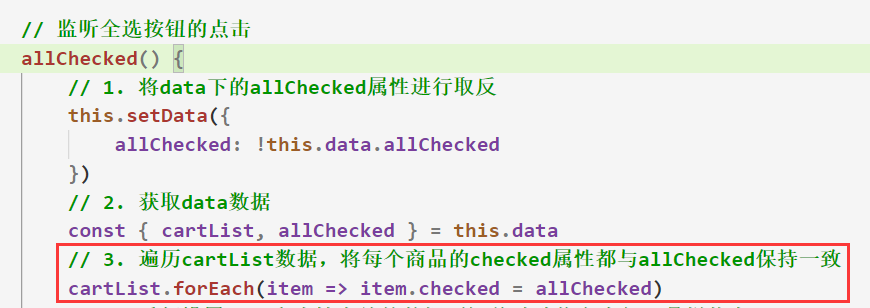 // 监听全选按钮的点击
allChecked() {
// 1. 将data下的allChecked属性进行取反
this.setData({
allChecked: !this.data.allChecked
})
// 2. 获取data数据
const { cartList, allChecked } = this.data
// 3. 遍历cartList数据，将每个商品的checked属性都与allChecked保持一致
cartList.forEach(item => item.checked = allChecked)